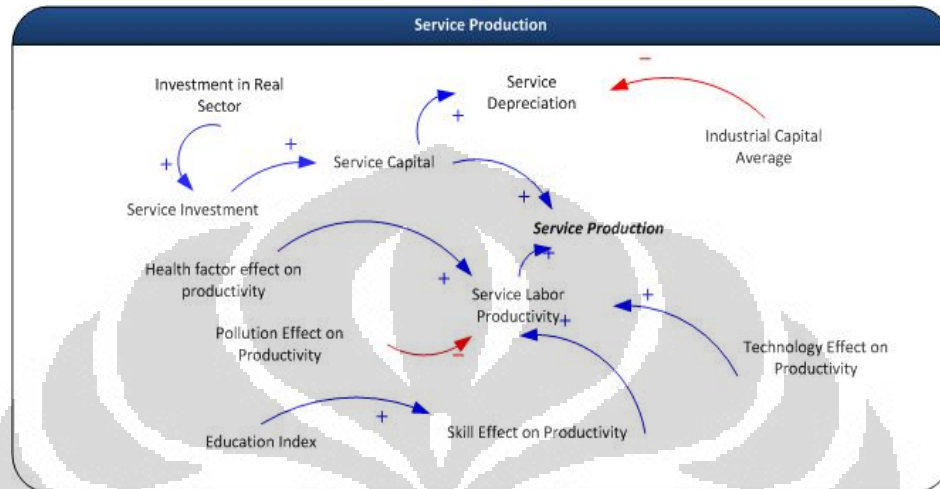 Service Production
Investment in Real
Sector
+
+
Service Investment
Service Capital
+
Service
Depreciation
−
Industrial Capital
Average
+
Service Production
+
Health factor effect on
productivity
+
Service Labor
Productivity
+
+
Pollution Effect on
Productivity
−
Technology Effect on
Productivity
Education Index
+
Skill Effect on Productivity